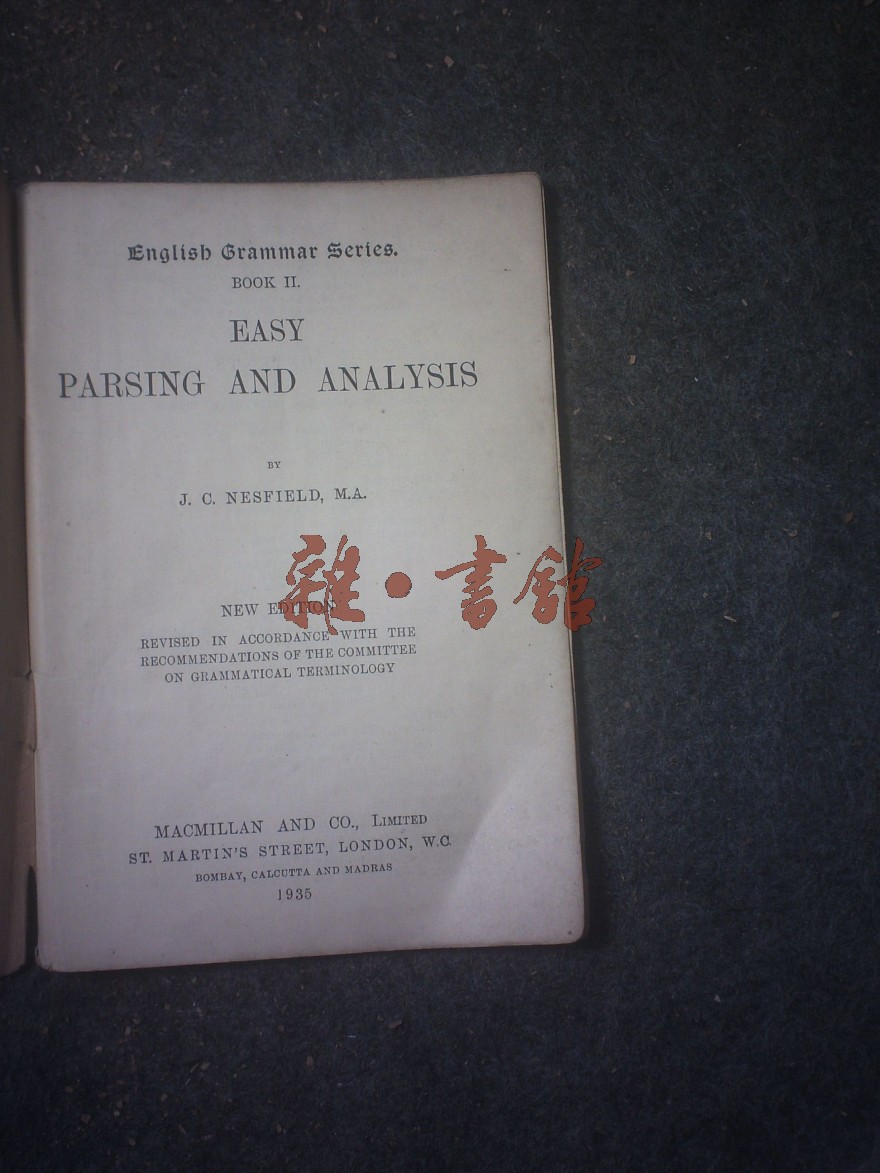 English Grammar Series.
BOOK II.
EASY
PARSING AND ANALYSIS
BY
J. C. NESFIELD, M.A.
雜·書館
NEW EDITION
REVISED IN ACCORDANCE WITH THE
RECOMMENDATIONS OF THE COMMITTEE
ON GRAMMATICAL TERMINOLOGY
MACMILLAN AND CO., LIMITED
ST. MARTIN'S STREET, LONDON, W.C.
BOMBAY, CALCUTTA AND MADRAS
1935